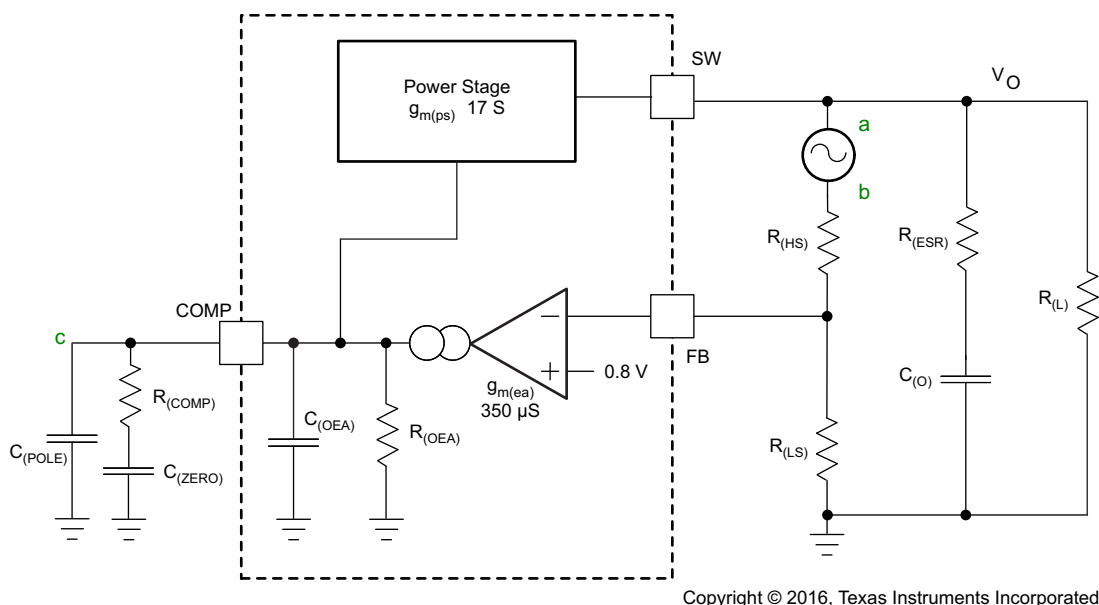 SW
V_O
Power Stage
g_m(ps) 17 S
a
b
R_(HS)
R_(ESR)
R_(L)
COMP
c
FB
0.8 V
g_m(ea)
350 µS
R_(COMP)
C_(OEA)
R_(OEA)
C_(O)
R_(LS)
C_(POLE)
C_(ZERO)
Copyright © 2016, Texas Instruments Incorporated